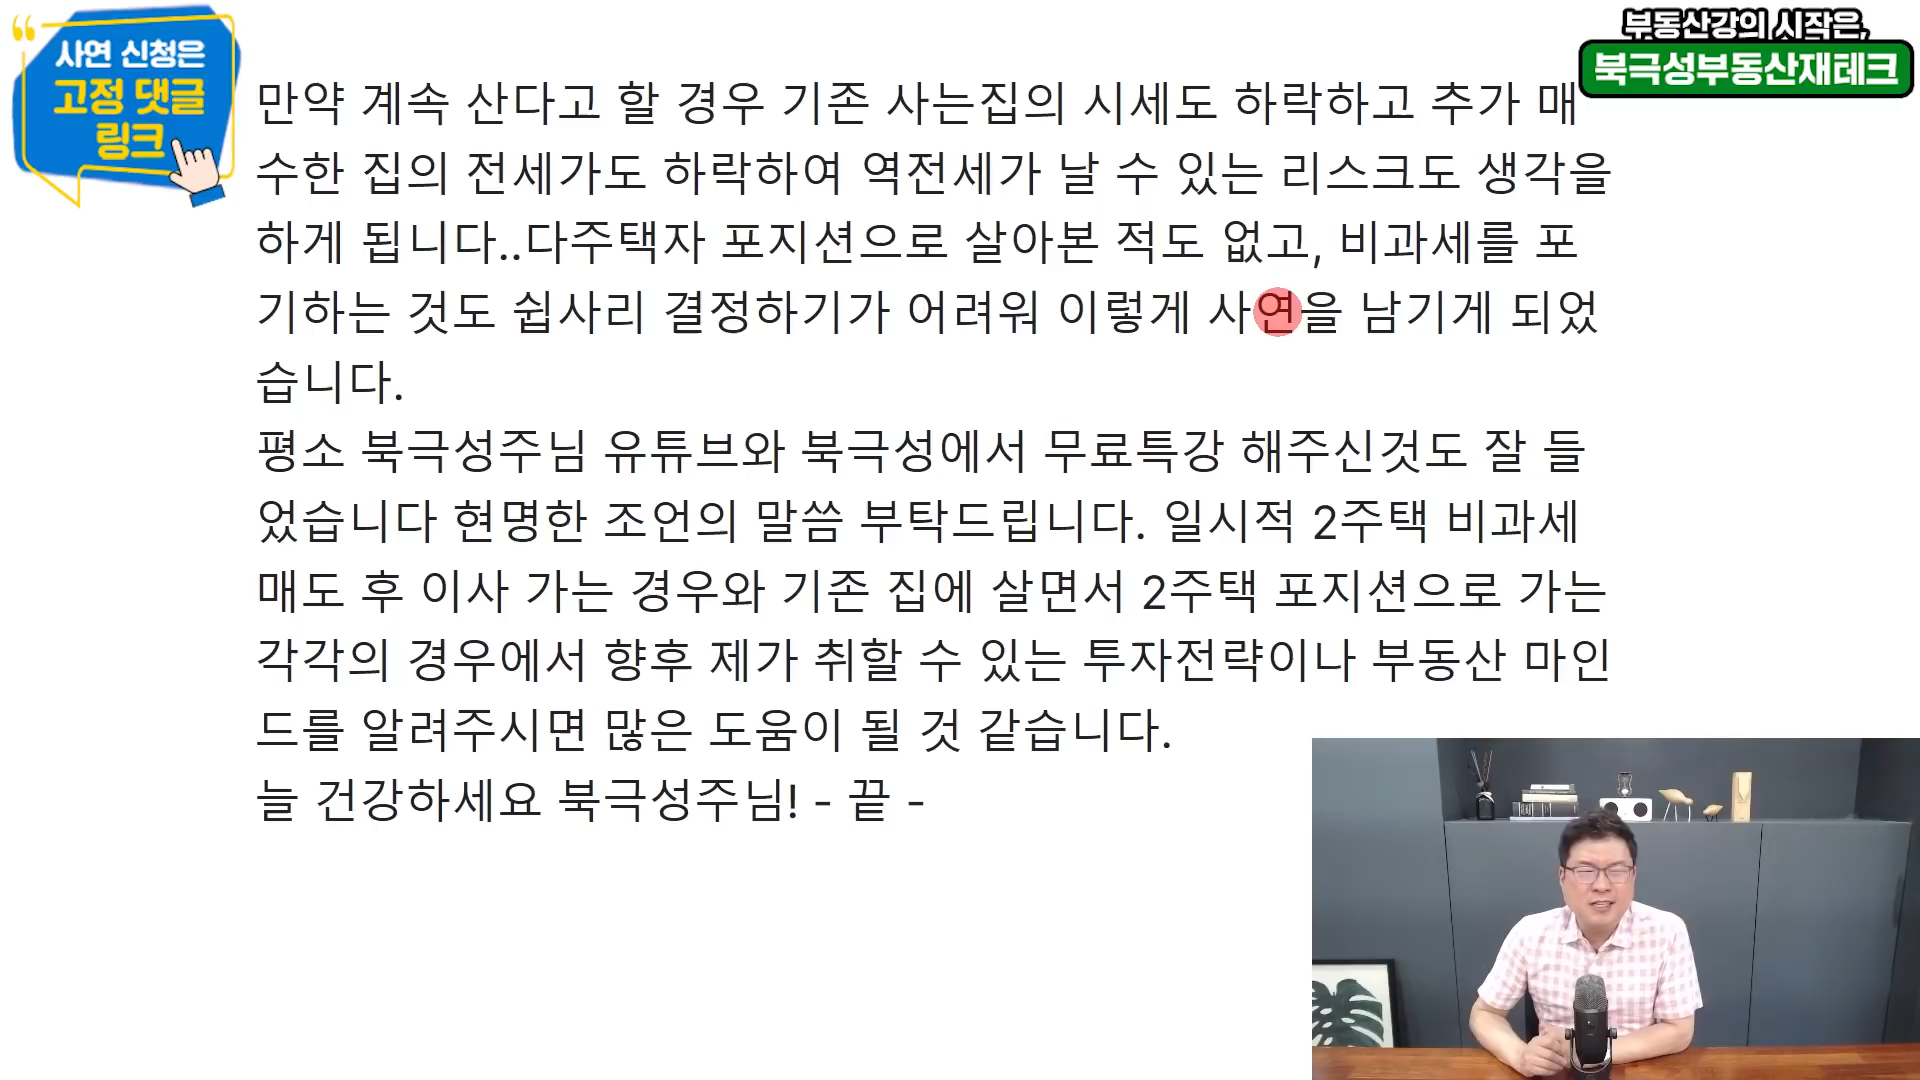 사연 신청은
고정 댓글
링크
부동산강의 시작은,
북극성부동산재테크
만약 계속 산다고 할 경우 기존 사는집의 시세도 하락하고 추가 매
수한 집의 전세가도 하락하여 역전세가 날 수 있는 리스크도 생각을
하게 됩니다..다주택자 포지션으로 살아본 적도 없고, 비과세를 포
기하는 것도 쉽사리 결정하기가 어려워 이렇게 사연을 남기게 되었
습니다.
평소 북극성주님 유튜브와 북극성에서 무료특강 해주신것도 잘 들
었습니다 현명한 조언의 말씀 부탁드립니다. 일시적 2주택 비과세
매도 후 이사 가는 경우와 기존 집에 살면서 2주택 포지션으로 가는
각각의 경우에서 향후 제가 취할 수 있는 투자전략이나 부동산 마인
드를 알려주시면 많은 도움이 될 것 같습니다.
늘 건강하세요 북극성주님! - 끝 -